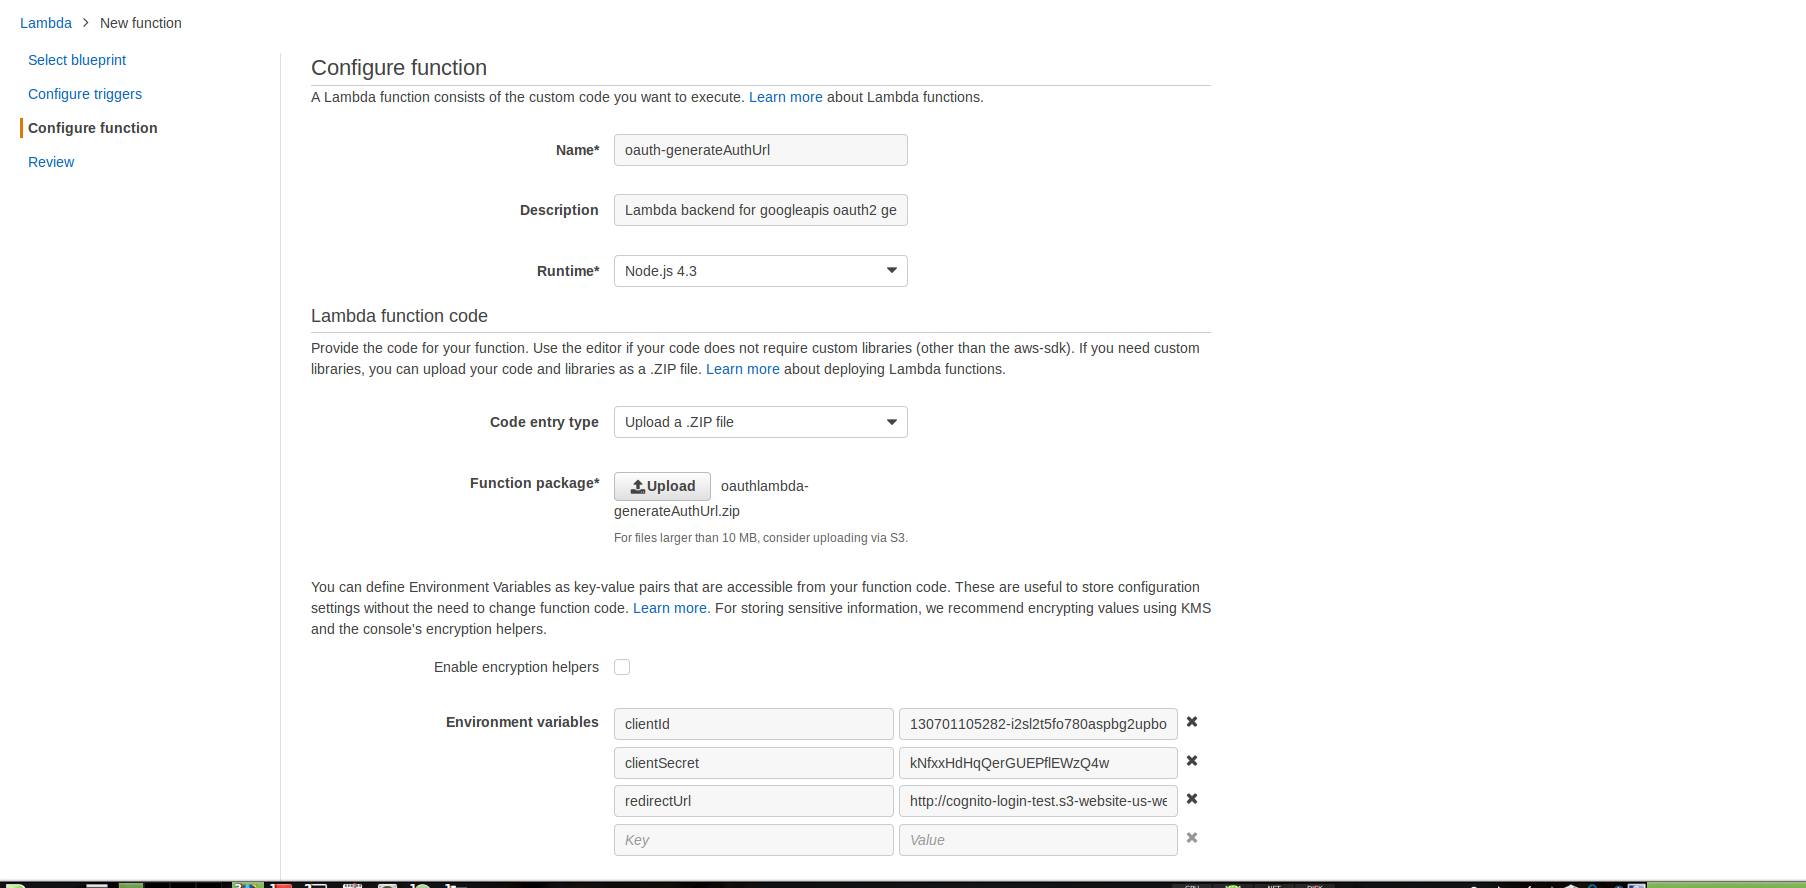 Lambda > New function
Select blueprint
Configure triggers
Configure function
Review
Configure function
A Lambda function consists of the custom code you want to execute. Learn more about Lambda functions.
Name* oauth-generateAuthUrl
Description Lambda backend for googleapis oauth2 ge
Runtime* Node.js 4.3
Lambda function code
Provide the code for your function. Use the editor if your code does not require custom libraries (other than the aws-sdk). If you need custom
libraries, you can upload your code and libraries as a .ZIP file. Learn more about deploying Lambda functions.
Code entry type Upload a .ZIP file
Function package* Upload oauthlambda-
generateAuthUrl.zip
For files larger than 10 MB, consider uploading via S3.
You can define Environment Variables as key-value pairs that are accessible from your function code. These are useful to store configuration
settings without the need to change function code. Learn more. For storing sensitive information, we recommend encrypting values using KMS
and the console's encryption helpers.
Enable encryption helpers
Environment variables clientId 130701105282-i2sl2t5fo780aspbg2upbo
clientSecret kNfxxHdHqQerGUEPflEWzQ4w
redirectUrl http://cognito-login-test.s3-website-us-we
Key Value